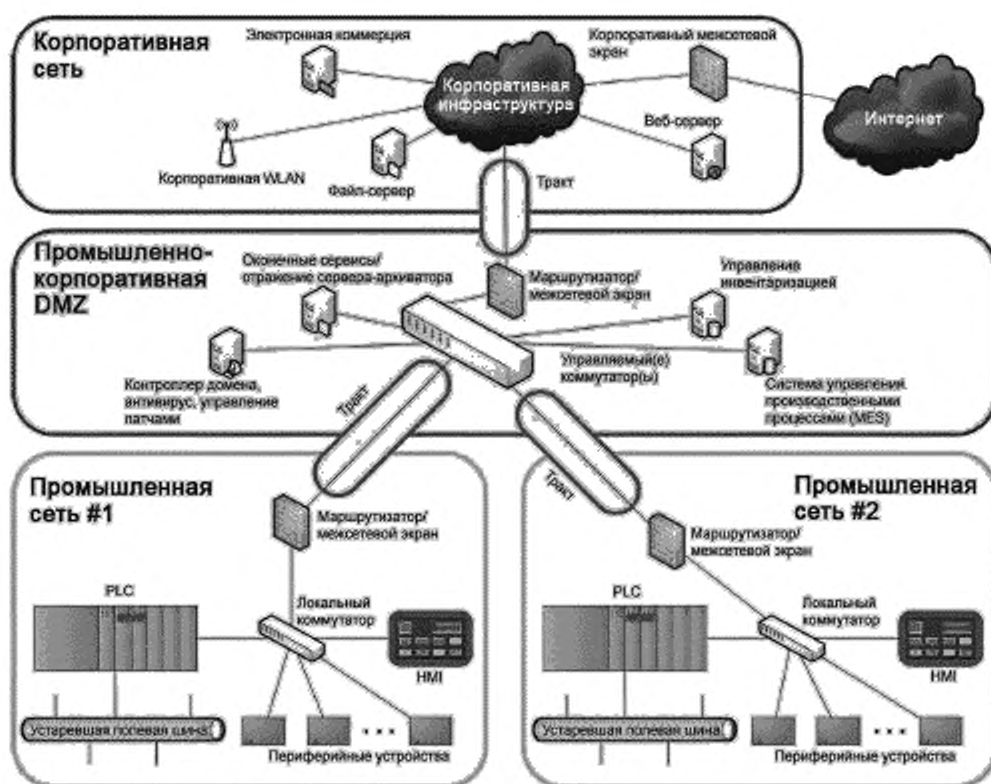 Корпоративная
сеть
Электронная коммерция
Корпоративная
инфраструктура
Корпоративный межсетевой
экран
Интернет
Веб-сервер
Корпоративная WLAN
Файл-сервер
Тракт
Промышленно-
корпоративная
DMZ
Оконечные сервисы/
отражение сервера-архиватора
Маршрутизатор/
межсетевой экран
Управление
инвентаризацией
Контроллер домена,
антивирус, управление
патчами
Управляемый(е)
коммутатор(ы)
Система управления
производственными
процессами (MES)
Тракт
Тракт
Промышленная
сеть #1
Маршрутизатор/
межсетевой экран
PLC
Локальный
коммутатор
HMI
Устаревшая полевая шина
Периферийные устройства
Промышленная
сеть #2
Маршрутизатор/
межсетевой экран
PLC
Локальный
коммутатор
HMI
Устаревшая полевая шина
Периферийные устройства